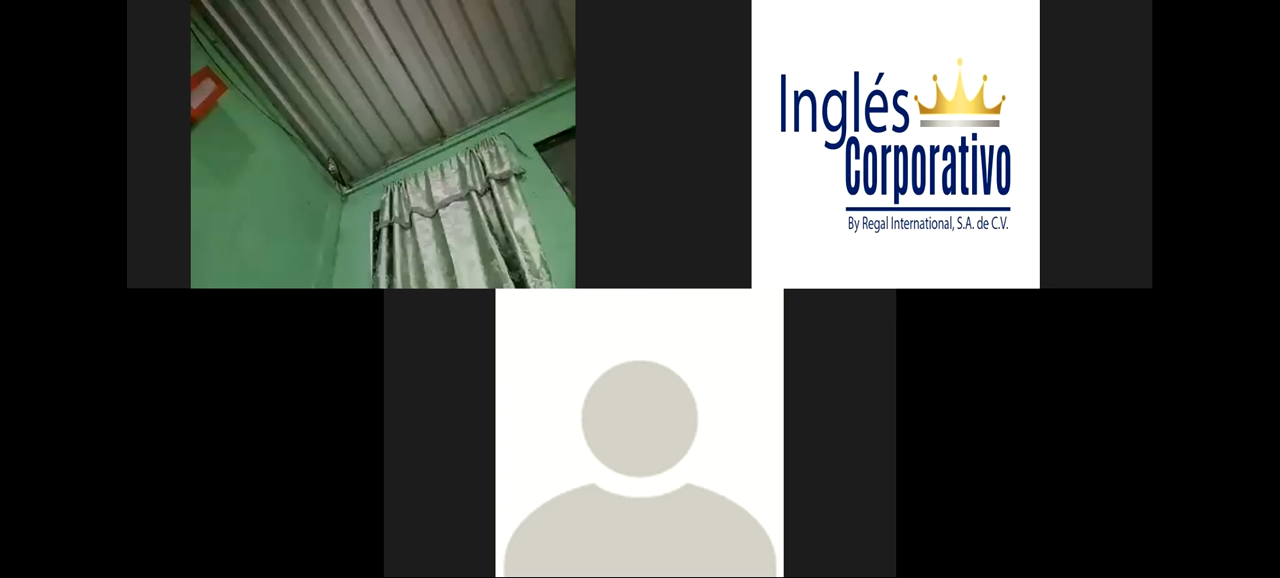 Inglés
Corporativo
By Regal International, S.A. de C.V.